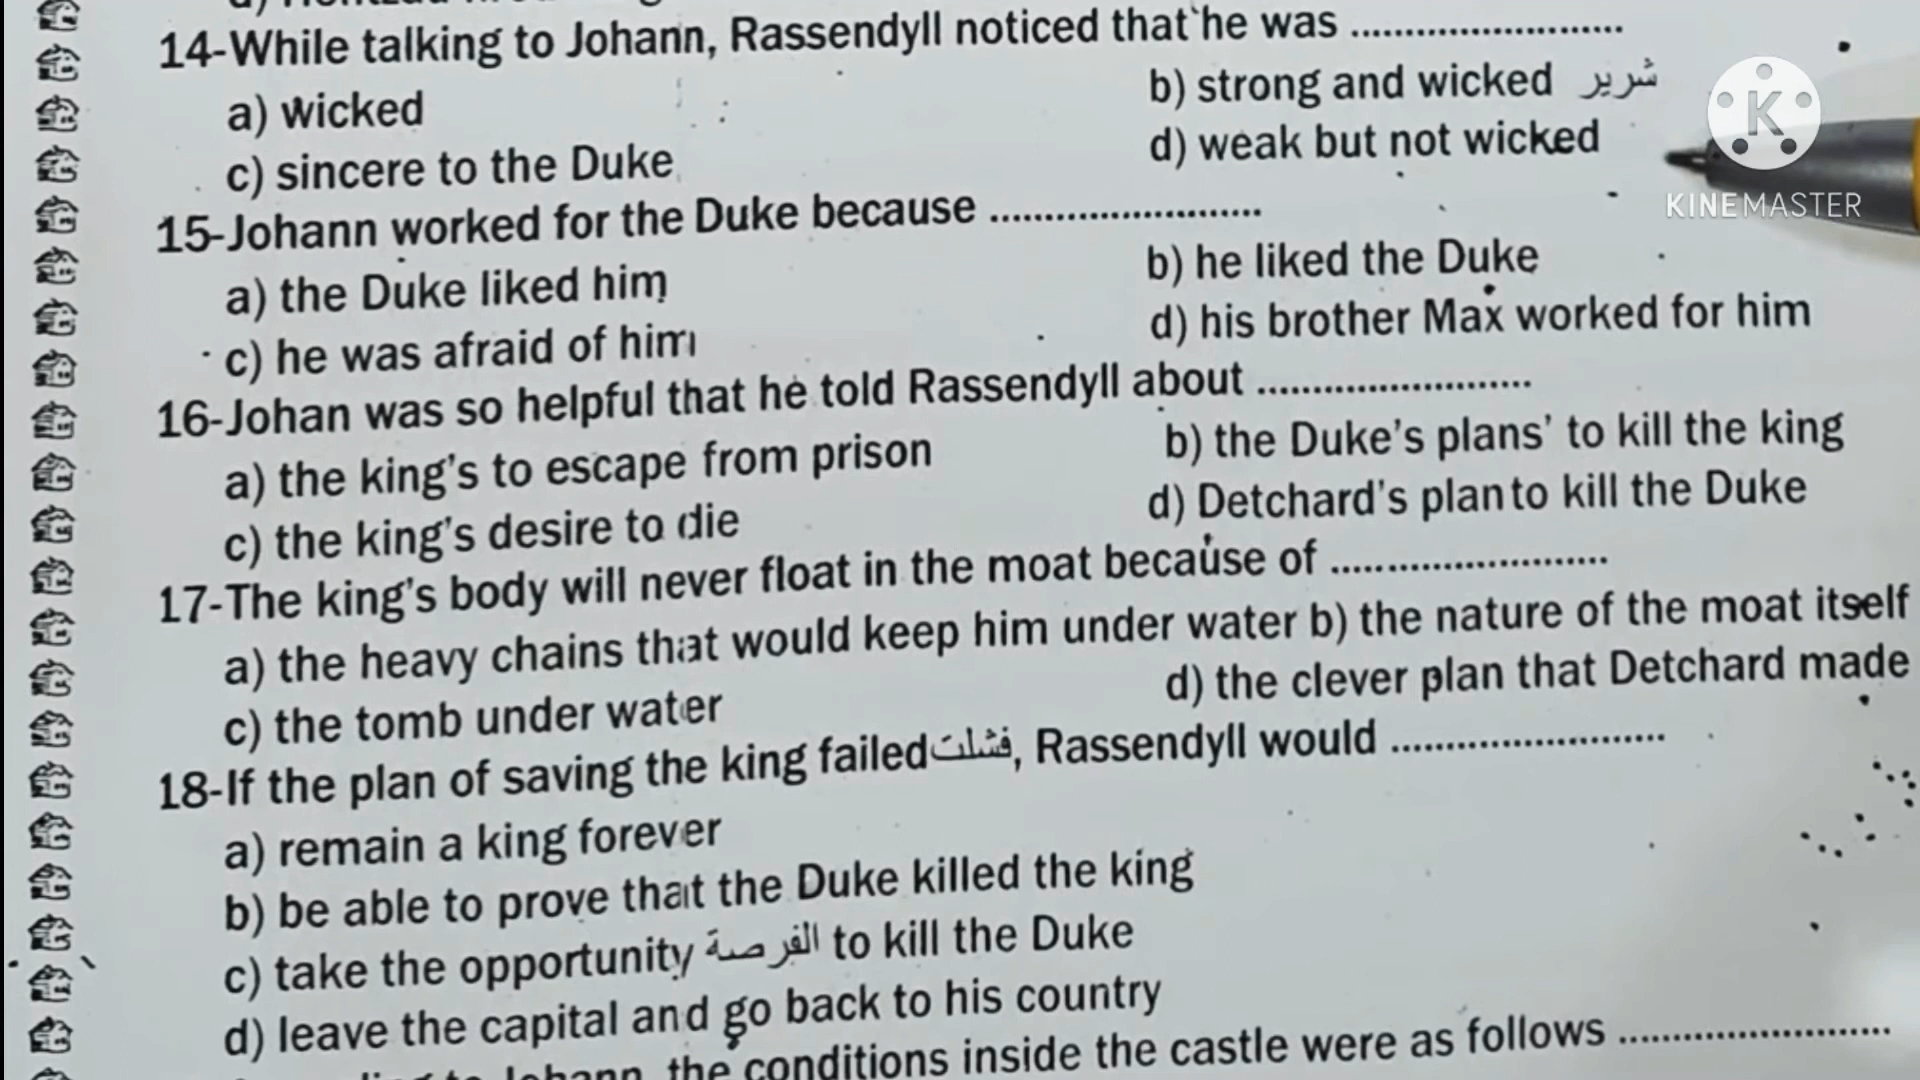 14-While talking to Johann, Rassendyll noticed that he was ........................
a) wicked
b) strong and wicked شرير
c) sincere to the Duke
d) weak but not wicked
K
KINEMASTER
15-Johann worked for the Duke because ........................
a) the Duke liked him
b) he liked the Duke
c) he was afraid of him
d) his brother Max worked for him
16-Johan was so helpful that he told Rassendyll about ........................
a) the king's to escape from prison
b) the Duke's plans' to kill the king
c) the king's desire to die
d) Detchard's plan to kill the Duke
17-The king's body will never float in the moat because of ........................
a) the heavy chains that would keep him under water b) the nature of the moat itself
c) the tomb under water
d) the clever plan that Detchard made
18-If the plan of saving the king failed فشلت, Rassendyll would ........................
a) remain a king forever
b) be able to prove that the Duke killed the king
c) take the opportunity الفرصة to kill the Duke
d) leave the capital and go back to his country
to Johann, the conditions inside the castle were as follows ........................